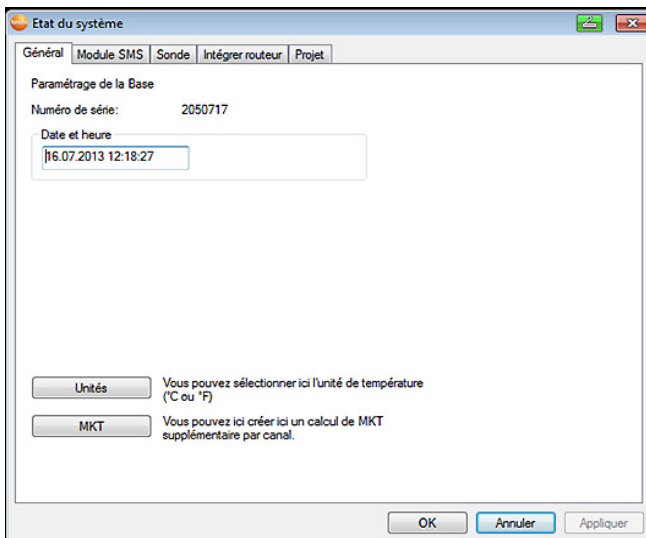 Etat du système
Général Module SMS Sonde Intégrer routeur Projet
Paramétrage de la Base
Numéro de série: 2050717
Date et heure
16.07.2013 12:18:27
Unités Vous pouvez sélectionner ici l'unité de température
(°C ou °F)
MKT Vous pouvez ici créer ici un calcul de MKT
supplémentaire par canal.
OK Annuler Appliquer